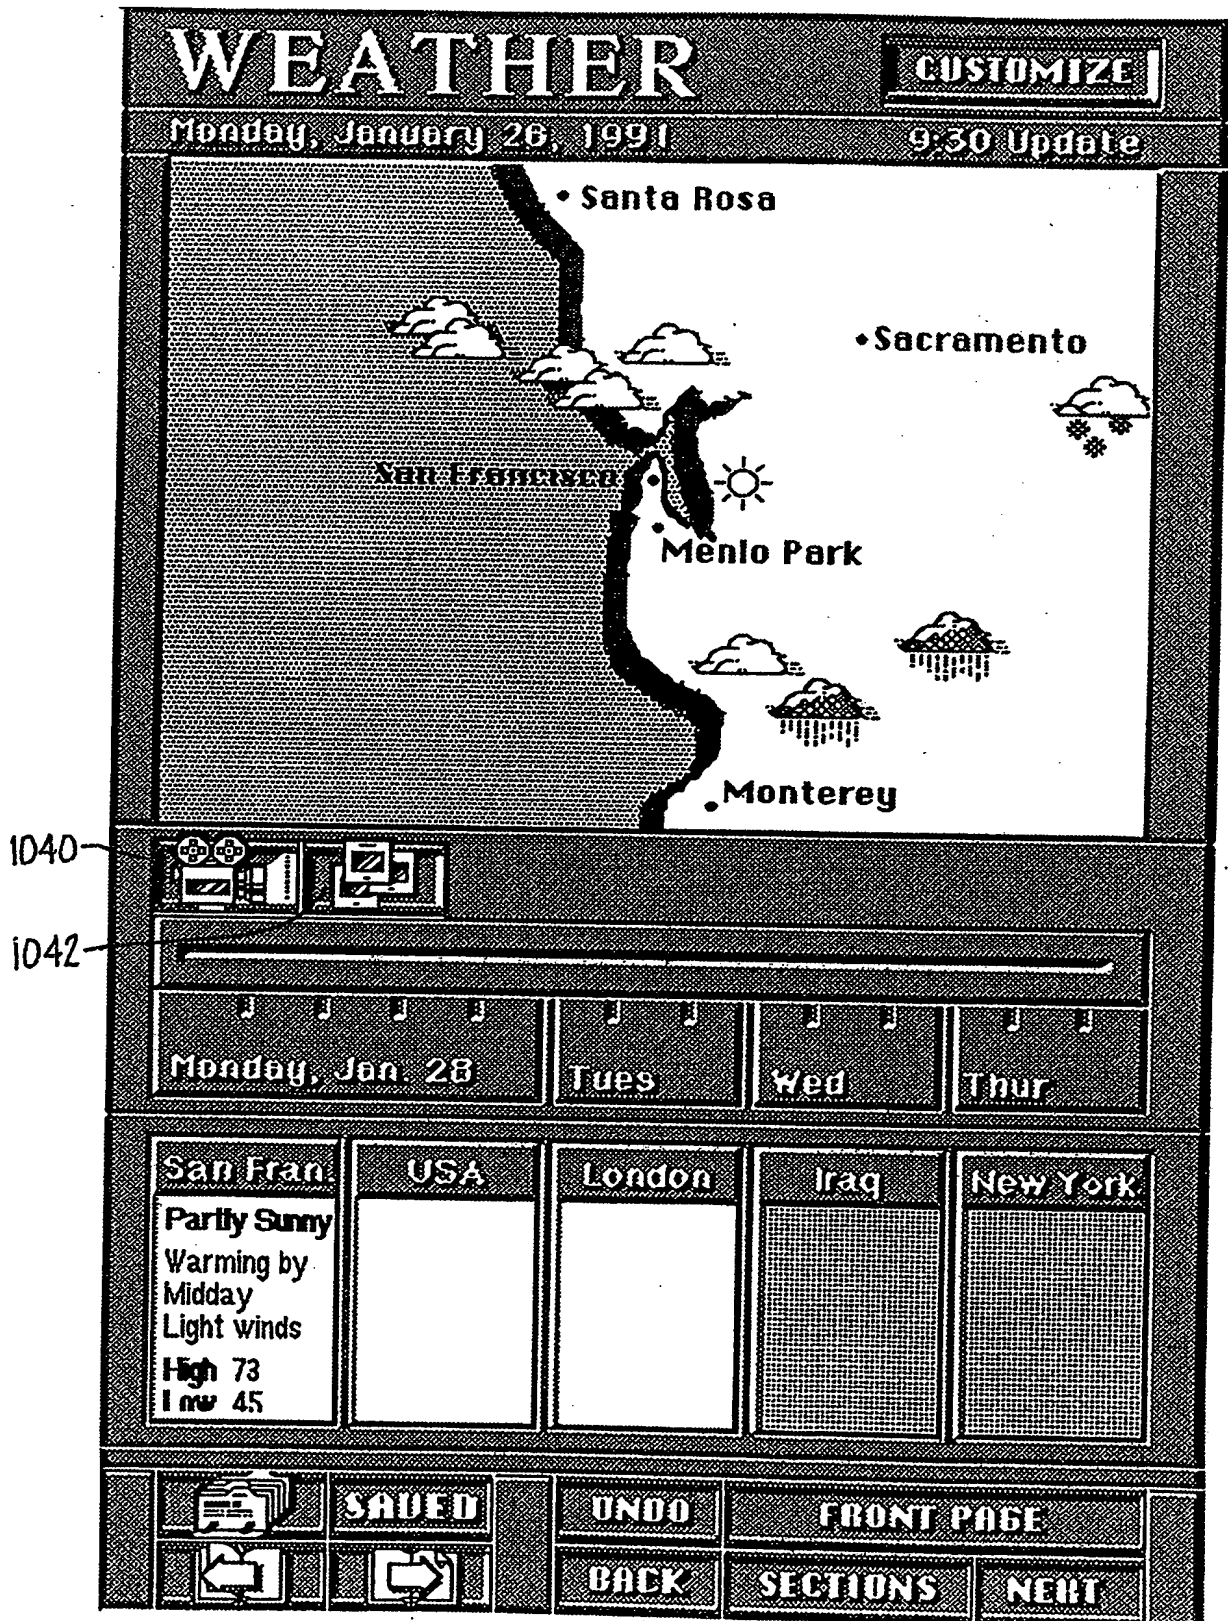 WEATHER
CUSTOMIZE
Monday, January 28, 1991
9:30 Update
Santa Rosa
Sacramento
San Francisco
Menlo Park
Monterey
1040
1042
Monday, Jan. 28
Tues
Wed
Thur
San Fran.
USA
London
Iraq
New York
Partly Sunny
Warming by
Midday
Light winds
High 73
Low 45
SAVED
UNDO
FRONT PAGE
BACK
SECTIONS
NEXT